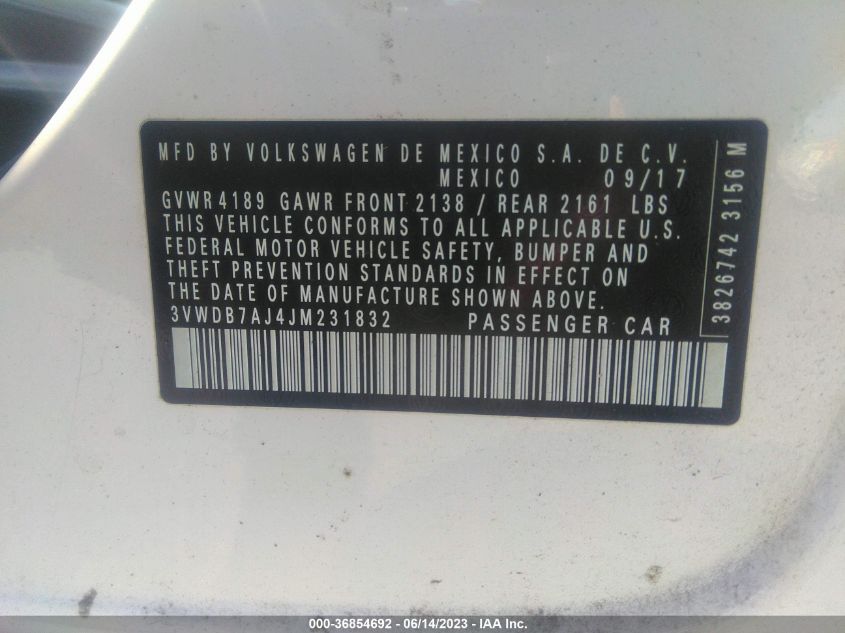 MFD BY VOLKSWAGEN DE MEXICO S.A. DE C.V.
MEXICO 09/17
GVWR 4189 GAWR FRONT 2138 / REAR 2161 LBS
THIS VEHICLE CONFORMS TO ALL APPLICABLE U.S.
FEDERAL MOTOR VEHICLE SAFETY, BUMPER AND
THEFT PREVENTION STANDARDS IN EFFECT ON
THE DATE OF MANUFACTURE SHOWN ABOVE.
3VWDB7AJ4JM231832 PASSENGER CAR
3826742 3156 M
000-36854692 - 06/14/2023 - IAA Inc.